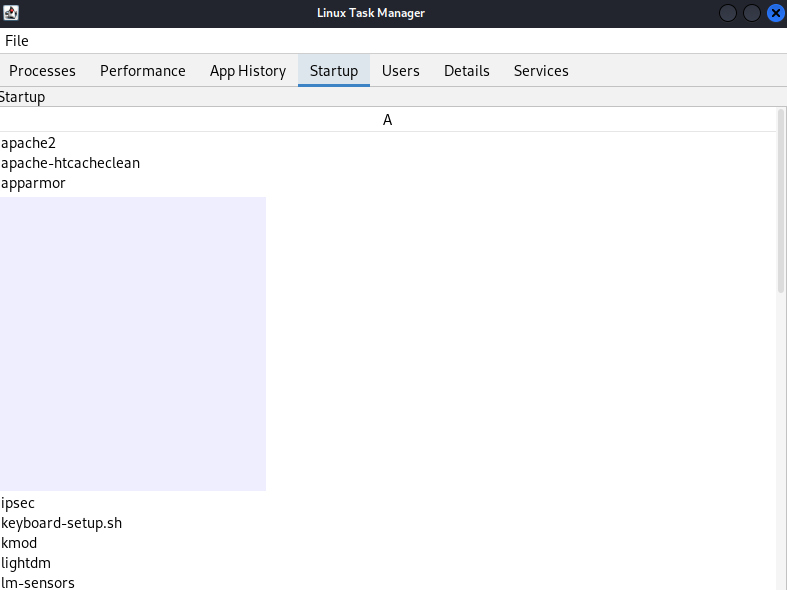 Linux Task Manager
File
Processes Performance App History Startup Users Details Services
Startup
A
apache2
apache-htcacheclean
apparmor
ipsec
keyboard-setup.sh
kmod
lightdm
lm-sensors